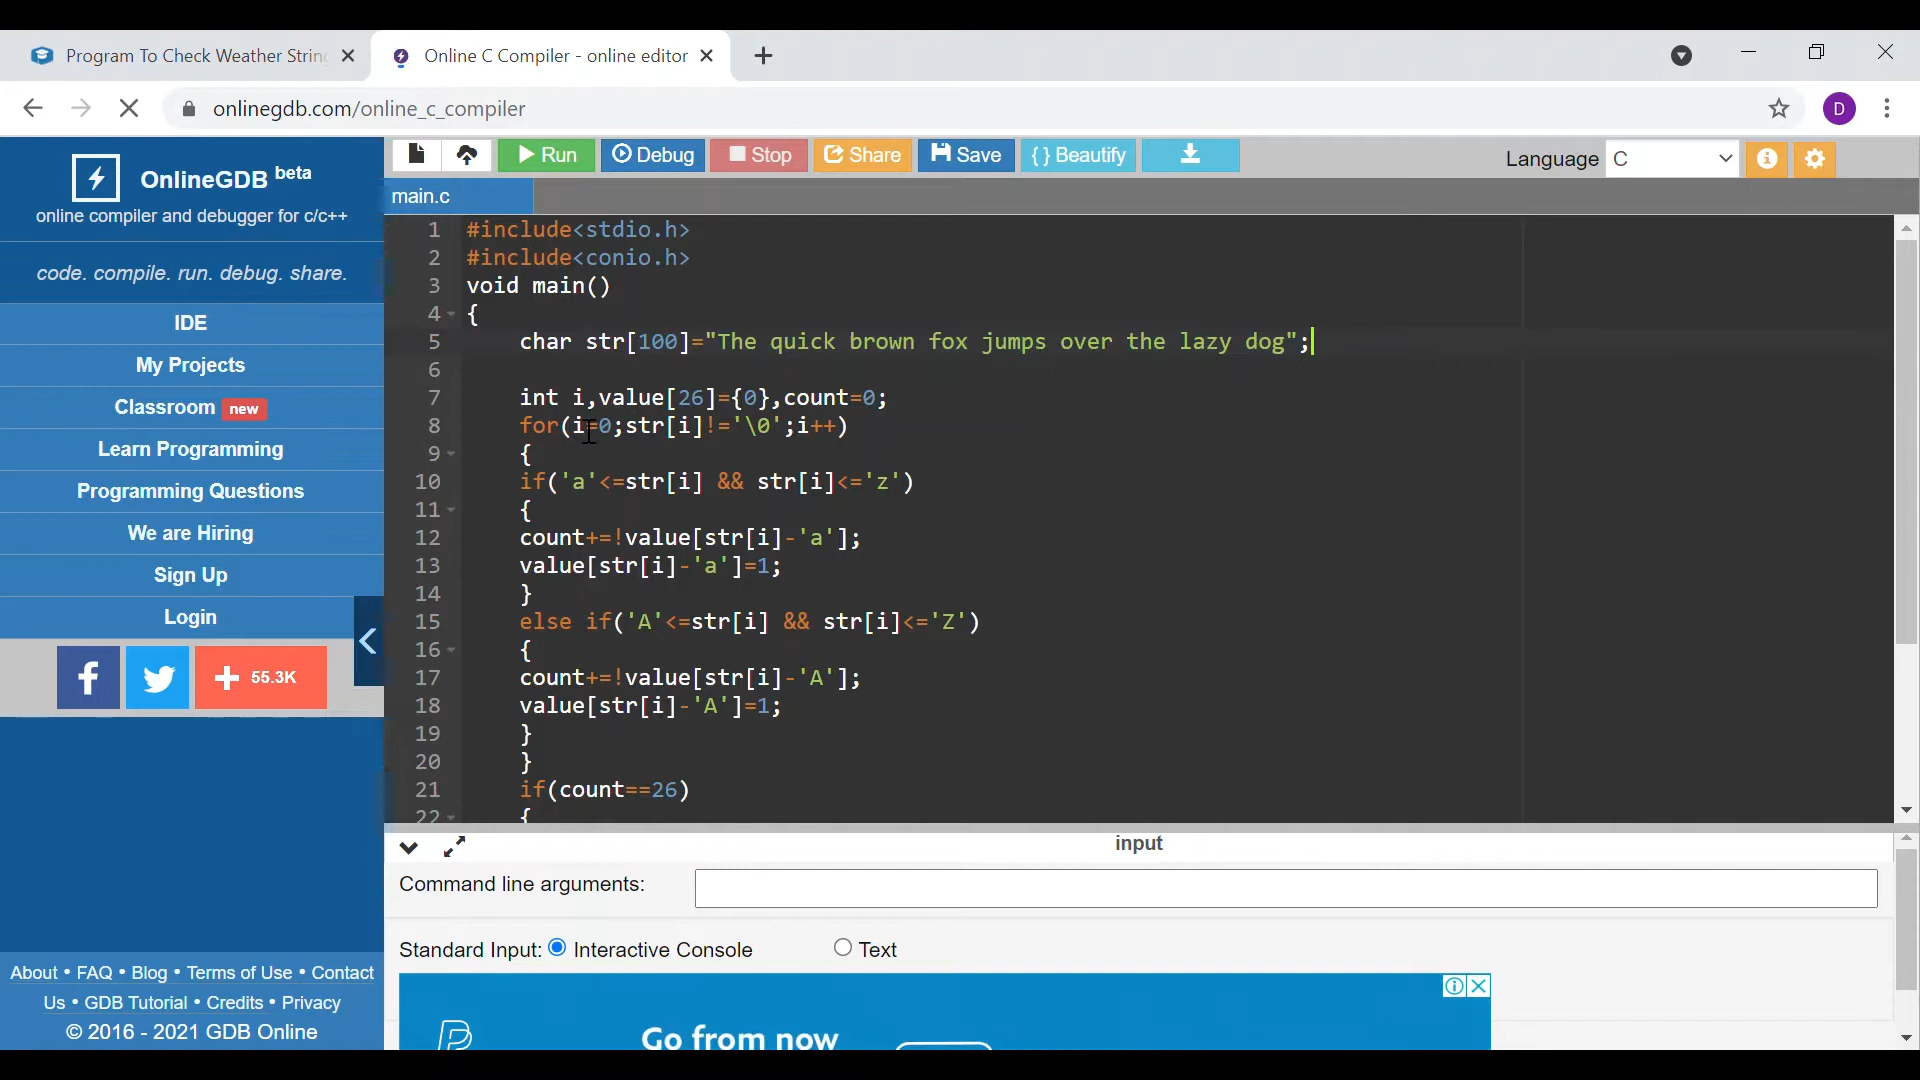 Program To Check Weather String
Online C Compiler - online editor
D
onlinegdb.com/online_c_compiler
OnlineGDB beta
online compiler and debugger for c/c++
code. compile. run. debug. share.
IDE
My Projects
Classroom new
Learn Programming
Programming Questions
We are Hiring
Sign Up
Login
f
+ 55.3K
About • FAQ • Blog • Terms of Use • Contact
Us • GDB Tutorial • Credits • Privacy
© 2016 - 2021 GDB Online
Run
Debug
Stop
Share
Save
{ } Beautify
Language C
main.c
1 #include<stdio.h>
2 #include<conio.h>
3 void main()
4 {
5 char str[100]="The quick brown fox jumps over the lazy dog";
6
7 int i,value[26]={0},count=0;
8 for(i=0;str[i]!='\0';i++)
9 {
10 if('a'<=str[i] && str[i]<='z')
11 {
12 count+=!value[str[i]-'a'];
13 value[str[i]-'a']=1;
14 }
15 else if('A'<=str[i] && str[i]<='Z')
16 {
17 count+=!value[str[i]-'A'];
18 value[str[i]-'A']=1;
19 }
20 }
21 if(count==26)
22 {
input
Command line arguments:
Standard Input: Interactive Console Text
Go from now